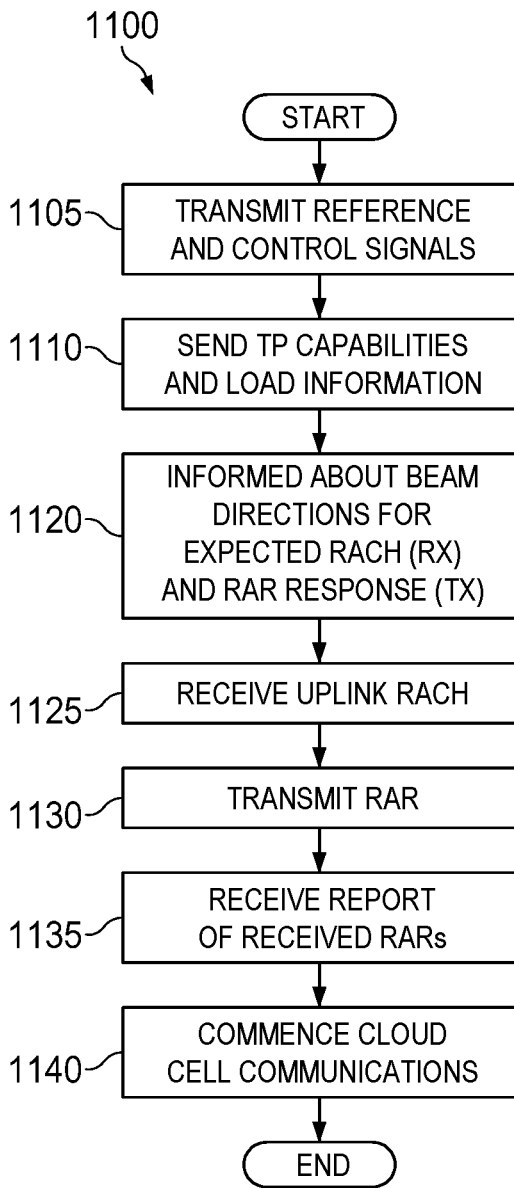 1100
START
1105
TRANSMIT REFERENCE
AND CONTROL SIGNALS
1110
SEND TP CAPABILITIES
AND LOAD INFORMATION
1120
INFORMED ABOUT BEAM
DIRECTIONS FOR
EXPECTED RACH (RX)
AND RAR RESPONSE (TX)
1125
RECEIVE UPLINK RACH
1130
TRANSMIT RAR
1135
RECEIVE REPORT
OF RECEIVED RARs
1140
COMMENCE CLOUD
CELL COMMUNICATIONS
END